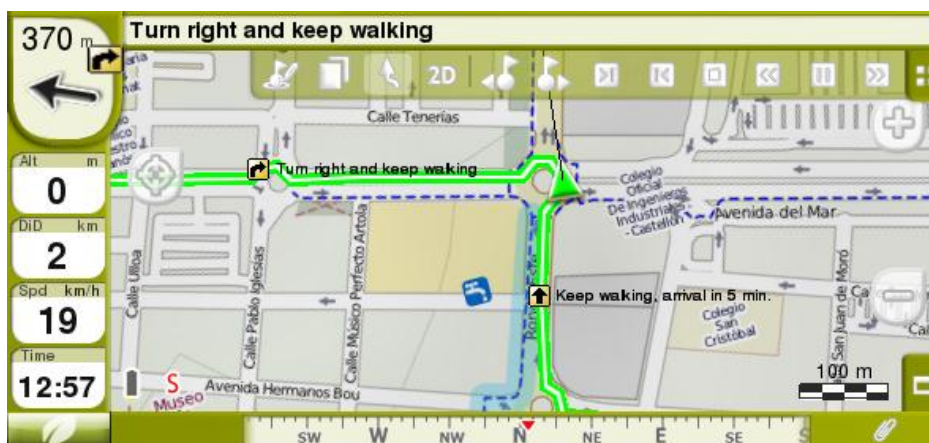 370 m
Turn right and keep walking
2D
Alt m
0
DiD km
2
Spd km/h
19
Time
12:57
Calle Tenerías
Turn right and keep walking
Colegio
Oficial
De Ingenieros
Industriales
- Castellón
Avenida del Mar
Calle Ulloa
Calle Pablo Iglesias
Calle Músico Perfecto Artola
Keep walking, arrival in 5 min.
Colegio
San
Cristóbal
San Juan de Moró
S
Museo
Avenida Hermanos Bou
100 m
SW W NW N NE E SE S